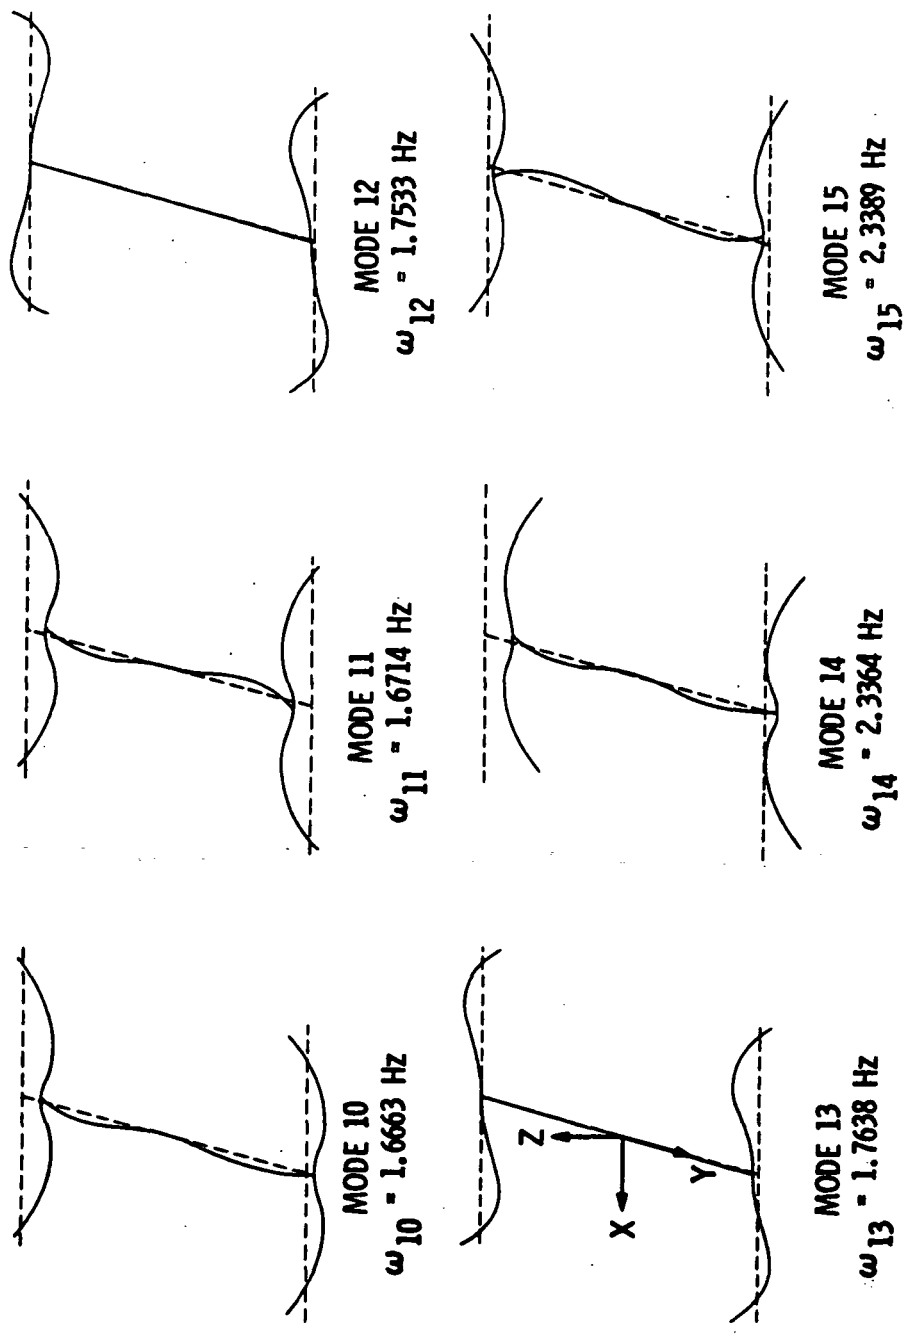 MODE 10
ω10 = 1.6663 Hz
MODE 11
ω11 = 1.6714 Hz
MODE 12
ω12 = 1.7533 Hz
Z
X
Y
MODE 13
ω13 = 1.7638 Hz
MODE 14
ω14 = 2.3364 Hz
MODE 15
ω15 = 2.3389 Hz